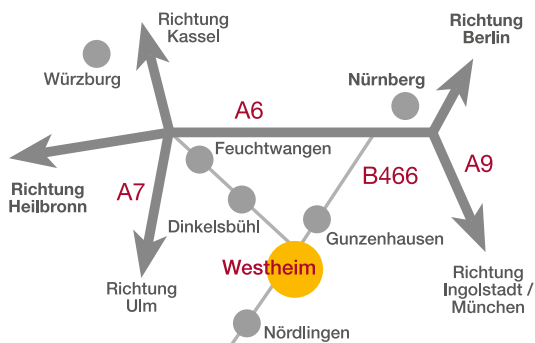 Richtung
Kassel
Richtung
Berlin
Würzburg
Nürnberg
A6
Feuchtwangen
B466
A9
Richtung
Heilbronn
A7
Dinkelsbühl
Gunzenhausen
Westheim
Richtung
Ulm
Richtung
Ingolstadt /
München
Nördlingen